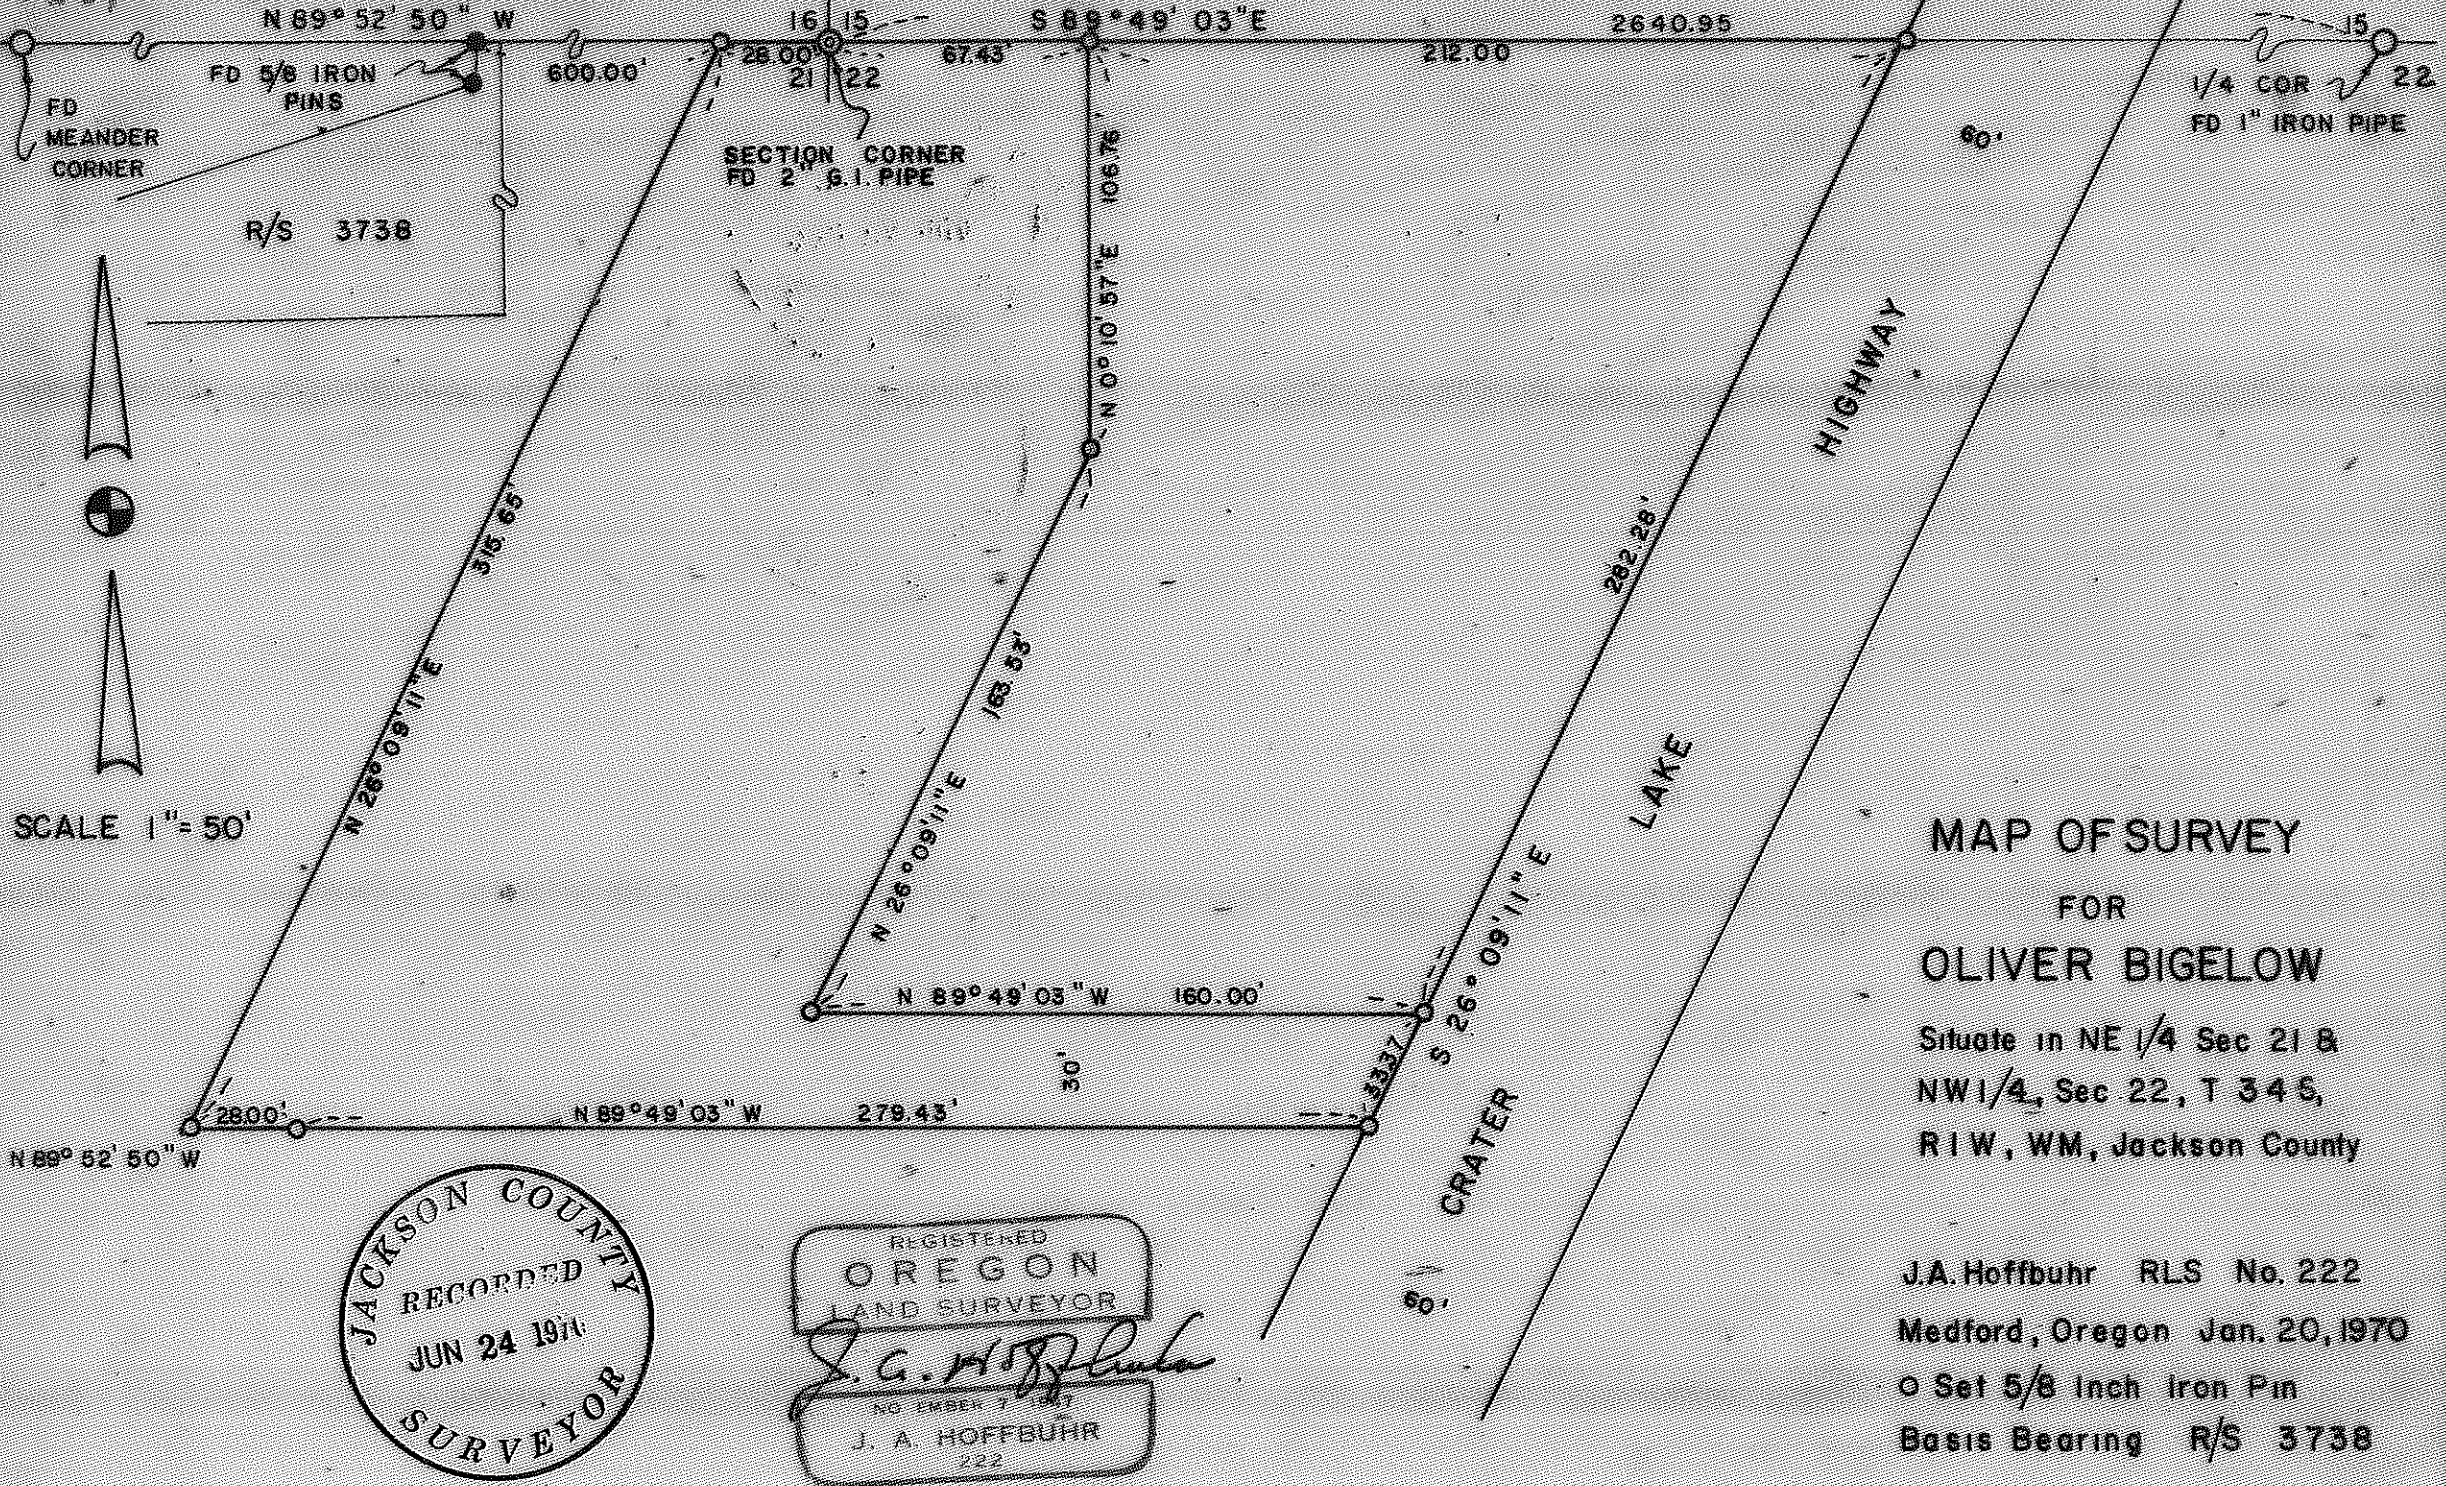 N 89° 52' 50" W
16 15
S 89° 49' 03" E
2640.95
15
28.00'
67.43'
212.00
FD 5/8 IRON
PINS
600.00'
21 22
1/4 COR
22
FD
MEANDER
CORNER
FD 1" IRON PIPE
60'
SECTION CORNER
FD 2" G.I. PIPE
106.76'
N 0° 10' 57" E
R/S 3738
HIGHWAY
315.65'
N 26° 09' 11" E
282.28'
163.53'
N 26° 09' 11" E
LAKE
SCALE 1" = 50'
MAP OF SURVEY
FOR
OLIVER BIGELOW
Situate in NE 1/4 Sec 21 &
NW 1/4, Sec 22, T 34 S,
R 1 W, WM, Jackson County
S 26° 09' 11" E
N 89° 49' 03" W 160.00'
33.37
30'
28.00'
N 89° 49' 03" W 279.43'
N 89° 52' 50" W
CRATER
60'
JACKSON COUNTY
RECORDED
JUN 24
SURVEYOR
REGISTERED
OREGON
LAND SURVEYOR
J. A. Hoffbuhr
7 1947
J. A. HOFFBUHR
222
J.A. Hoffbuhr RLS No. 222
Medford, Oregon Jan. 20, 1970
O Set 5/8 Inch Iron Pin
Basis Bearing R/S 3738